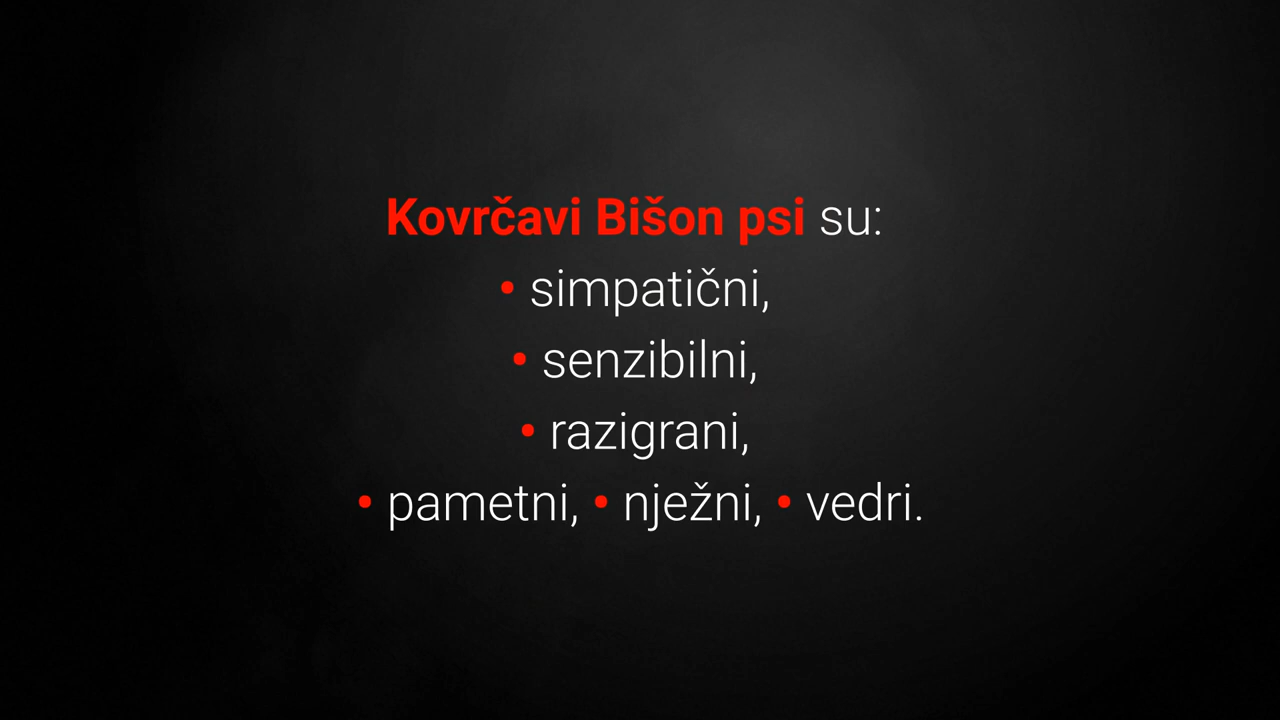 Kovrčavi Bišon psi su:
• simpatični,
• senzibilni,
• razigrani,
• pametni, • nježni, • vedri.